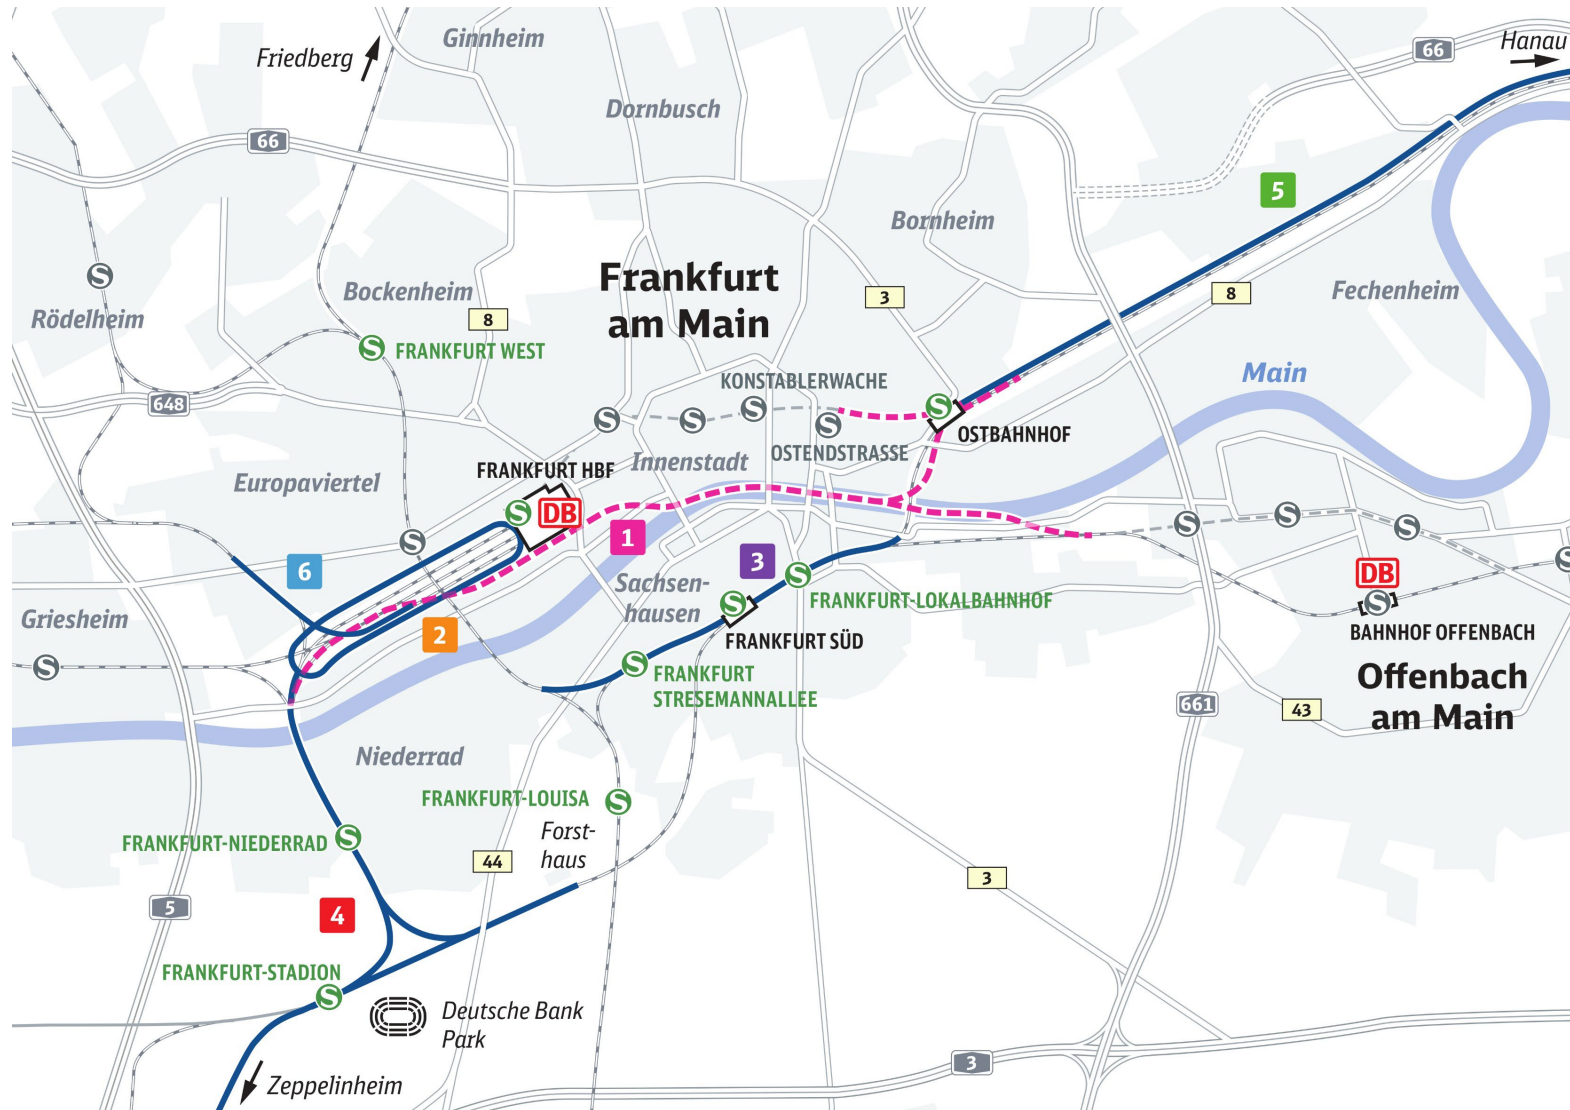 Friedberg
Ginnheim
66
Hanau
Dornbusch
66
5
Bornheim
Frankfurt
am Main
3
8
Fechenheim
Bockenheim
8
Rödelheim
S
S
FRANKFURT WEST
Main
KONSTABLERWACHE
648
S
S
S
S
S
OSTBAHNHOF
OSTENDSTRASSE
Innenstadt
FRANKFURT HBF
Europaviertel
S
DB
1
S
S
S
S
S
6
3
Sachsen-
hausen
S
FRANKFURT-LOKALBAHNHOF
DB
S
BAHNHOF OFFENBACH
Griesheim
2
S
FRANKFURT SÜD
S
S
FRANKFURT
STRESEMANNALLEE
Offenbach
am Main
661
43
Niederrad
FRANKFURT-LOUISA
S
FRANKFURT-NIEDERRAD
S
Forst-
haus
44
3
5
4
FRANKFURT-STADION
S
Deutsche Bank
Park
3
Zeppelinheim